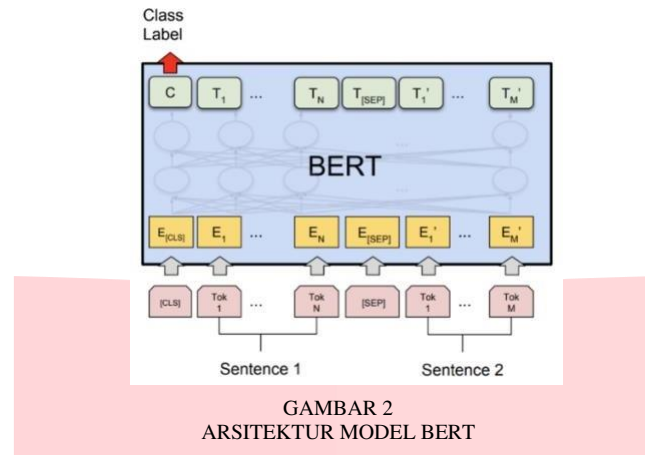 Class
Label
C T1 ... TN T[SEP] T1' ... TM'
...
BERT
...
E[CLS] E1 ... EN E[SEP] E1' ... EM'
[CLS] Tok 1 ... Tok N [SEP] Tok 1 ... Tok M
Sentence 1 Sentence 2
GAMBAR 2
ARSITEKTUR MODEL BERT